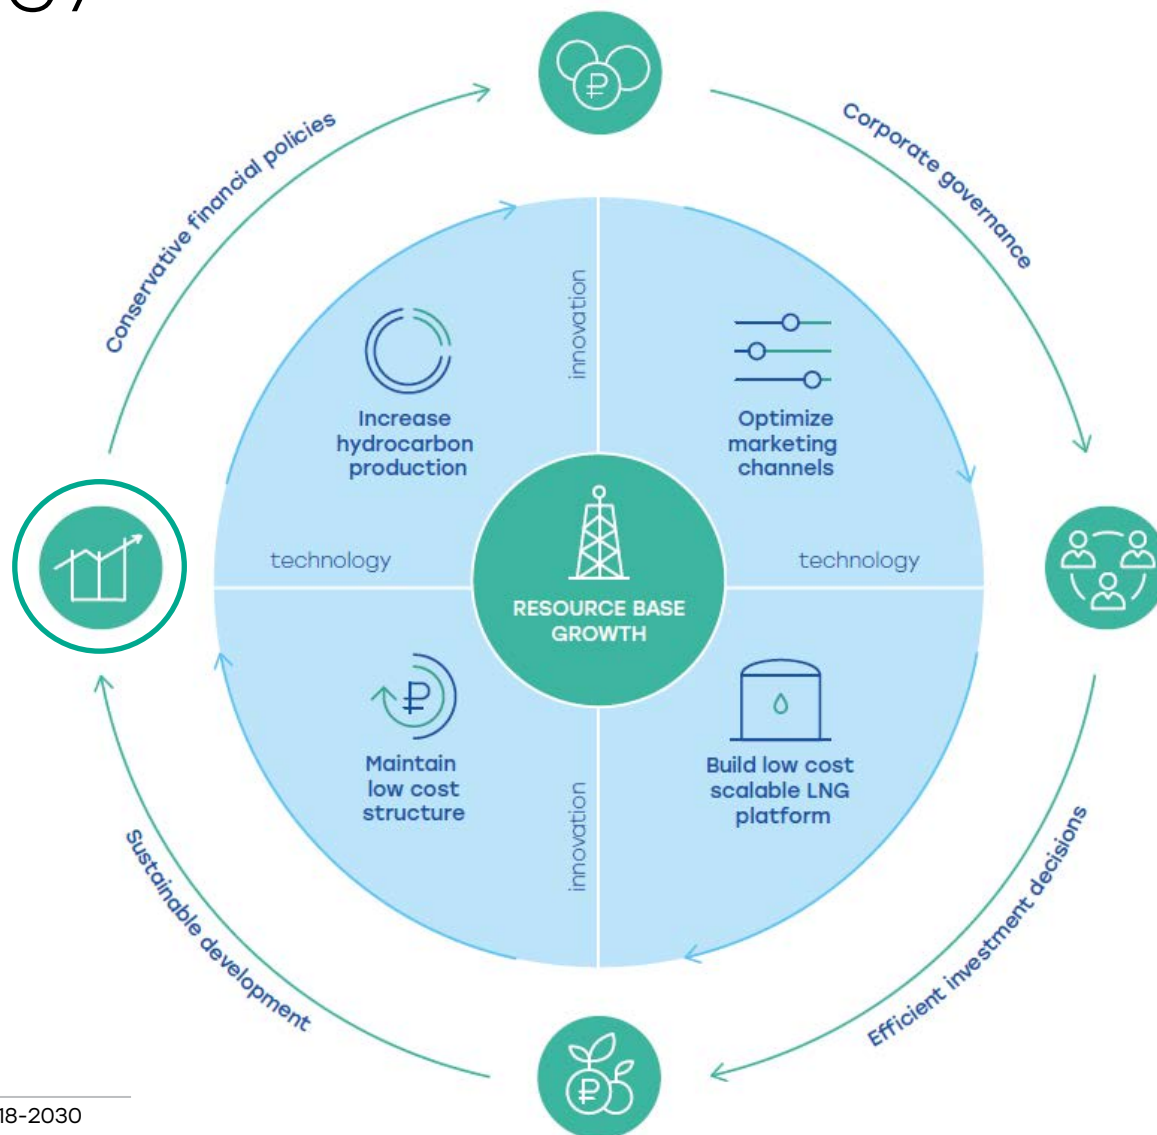 Conservative financial policies
Corporate governance
innovation
Increase
hydrocarbon
production
Optimize
marketing
channels
technology
technology
RESOURCE BASE
GROWTH
Maintain
low cost
structure
Build low cost
scalable LNG
platform
innovation
Sustainable development
Efficient investment decisions
18-2030